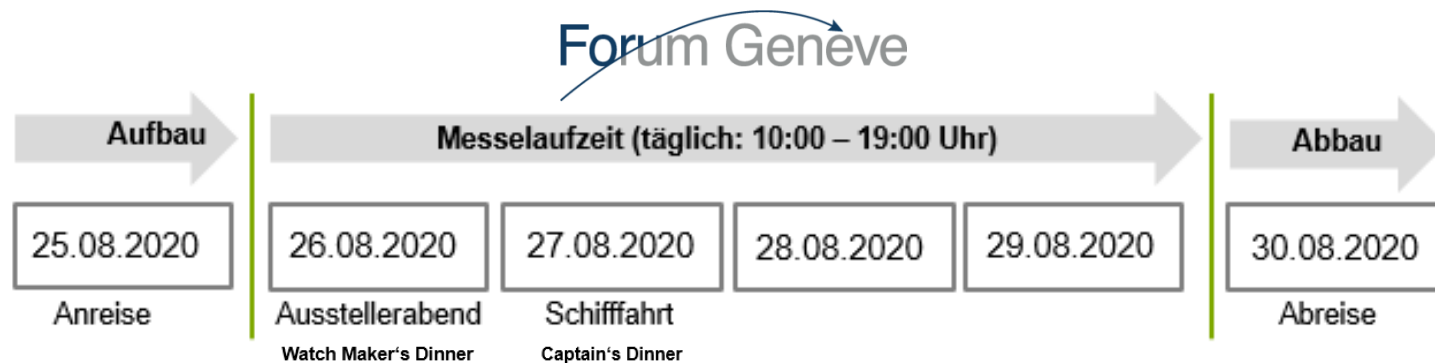 Forum Genève
Aufbau
Messelaufzeit (täglich: 10:00 – 19:00 Uhr)
Abbau
25.08.2020
26.08.2020
27.08.2020
28.08.2020
29.08.2020
30.08.2020
Anreise
Ausstellerabend
Schifffahrt
Abreise
Watch Maker‘s Dinner
Captain‘s Dinner